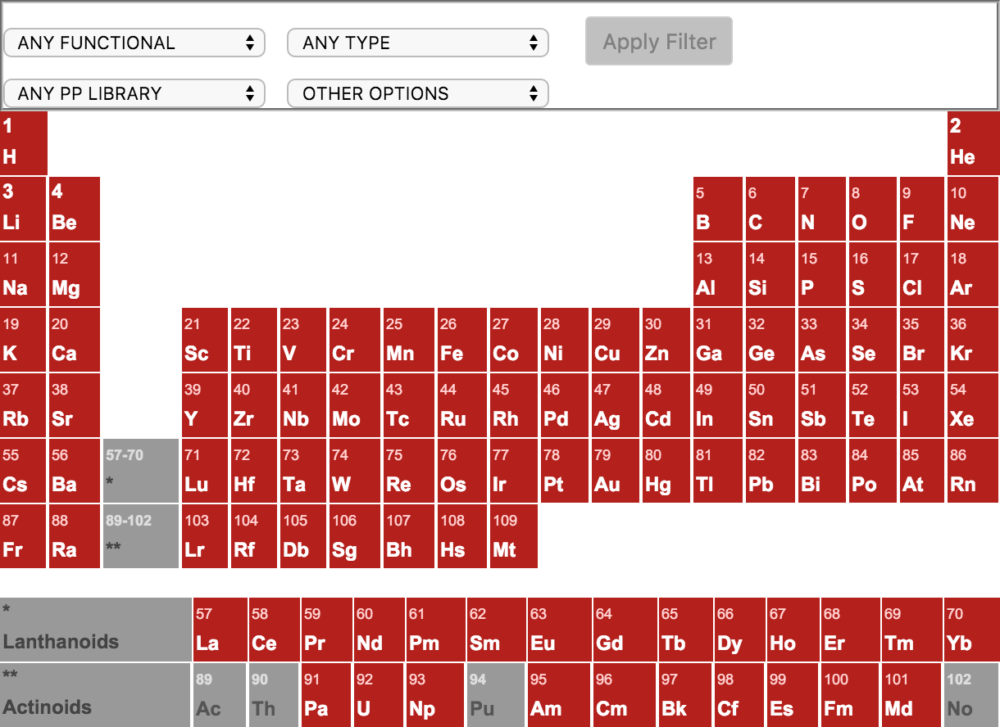 ANY FUNCTIONAL ANY TYPE Apply Filter
ANY PP LIBRARY OTHER OPTIONS
1 2
H He
3 4 5 6 7 8 9 10
Li Be B C N O F Ne
11 12 13 14 15 16 17 18
Na Mg Al Si P S Cl Ar
19 20 21 22 23 24 25 26 27 28 29 30 31 32 33 34 35 36
K Ca Sc Ti V Cr Mn Fe Co Ni Cu Zn Ga Ge As Se Br Kr
37 38 39 40 41 42 43 44 45 46 47 48 49 50 51 52 53 54
Rb Sr Y Zr Nb Mo Tc Ru Rh Pd Ag Cd In Sn Sb Te I Xe
55 56 57-70 71 72 73 74 75 76 77 78 79 80 81 82 83 84 85 86
Cs Ba * Lu Hf Ta W Re Os Ir Pt Au Hg Tl Pb Bi Po At Rn
87 88 89-102 103 104 105 106 107 108 109
Fr Ra ** Lr Rf Db Sg Bh Hs Mt
* 57 58 59 60 61 62 63 64 65 66 67 68 69 70
Lanthanoids La Ce Pr Nd Pm Sm Eu Gd Tb Dy Ho Er Tm Yb
** 89 90 91 92 93 94 95 96 97 98 99 100 101 102
Actinoids Ac Th Pa U Np Pu Am Cm Bk Cf Es Fm Md No